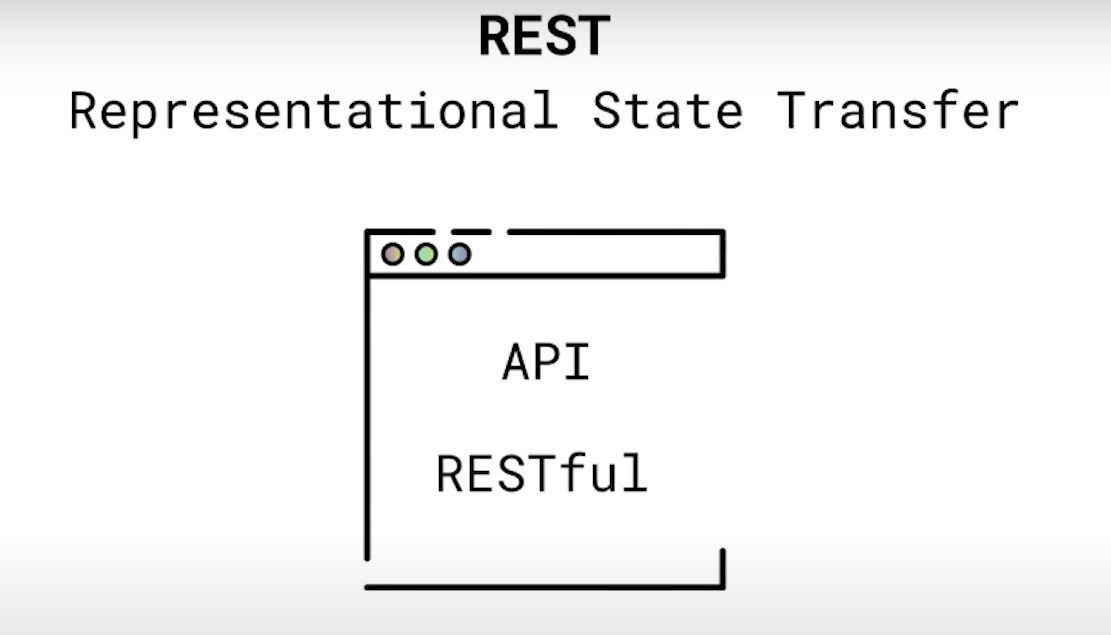 REST
Representational State Transfer
API
RESTful